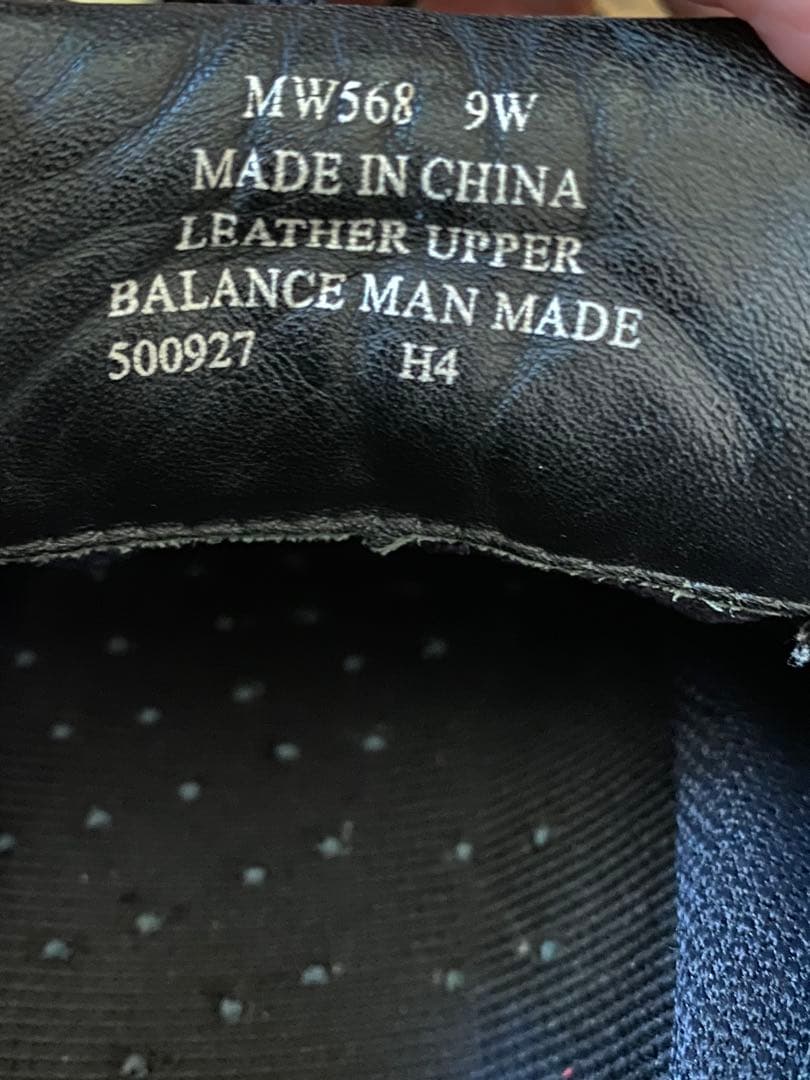 MW568 9W
MADE IN CHINA
LEATHER UPPER
BALANCE MAN MADE
500927 H4